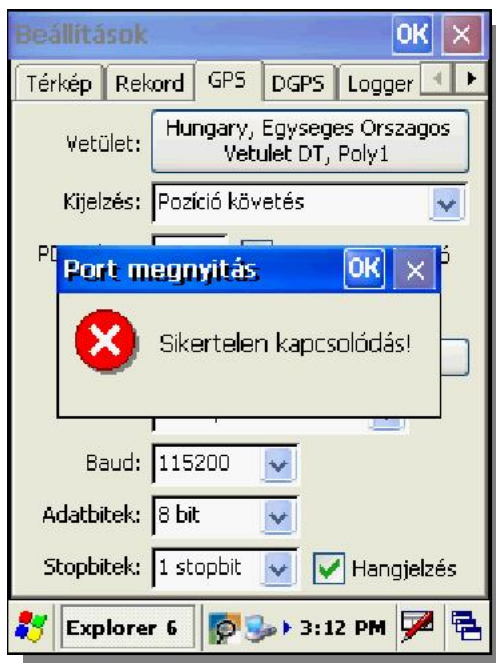 Beállítások OK
Térkép Rekord GPS DGPS Logger
Vetület: Hungary, Egyseges Orszagos
Vetulet DT, Poly1
Kijelzés: Pozíció követés
Port megnyitás OK
Sikertelen kapcsolódás!
Baud: 115200
Adatbitek: 8 bit
Stopbitek: 1 stopbit Hangjelzés
Explorer 6 3:12 PM